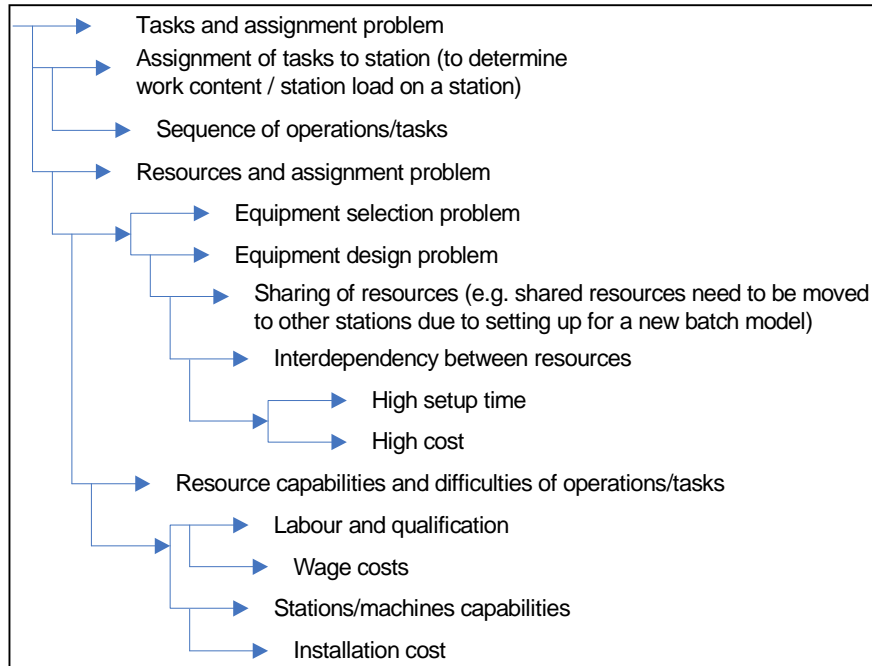 Tasks and assignment problem
Assignment of tasks to station (to determine
work content / station load on a station)
Sequence of operations/tasks
Resources and assignment problem
Equipment selection problem
Equipment design problem
Sharing of resources (e.g. shared resources need to be moved
to other stations due to setting up for a new batch model)
Interdependency between resources
High setup time
High cost
Resource capabilities and difficulties of operations/tasks
Labour and qualification
Wage costs
Stations/machines capabilities
Installation cost